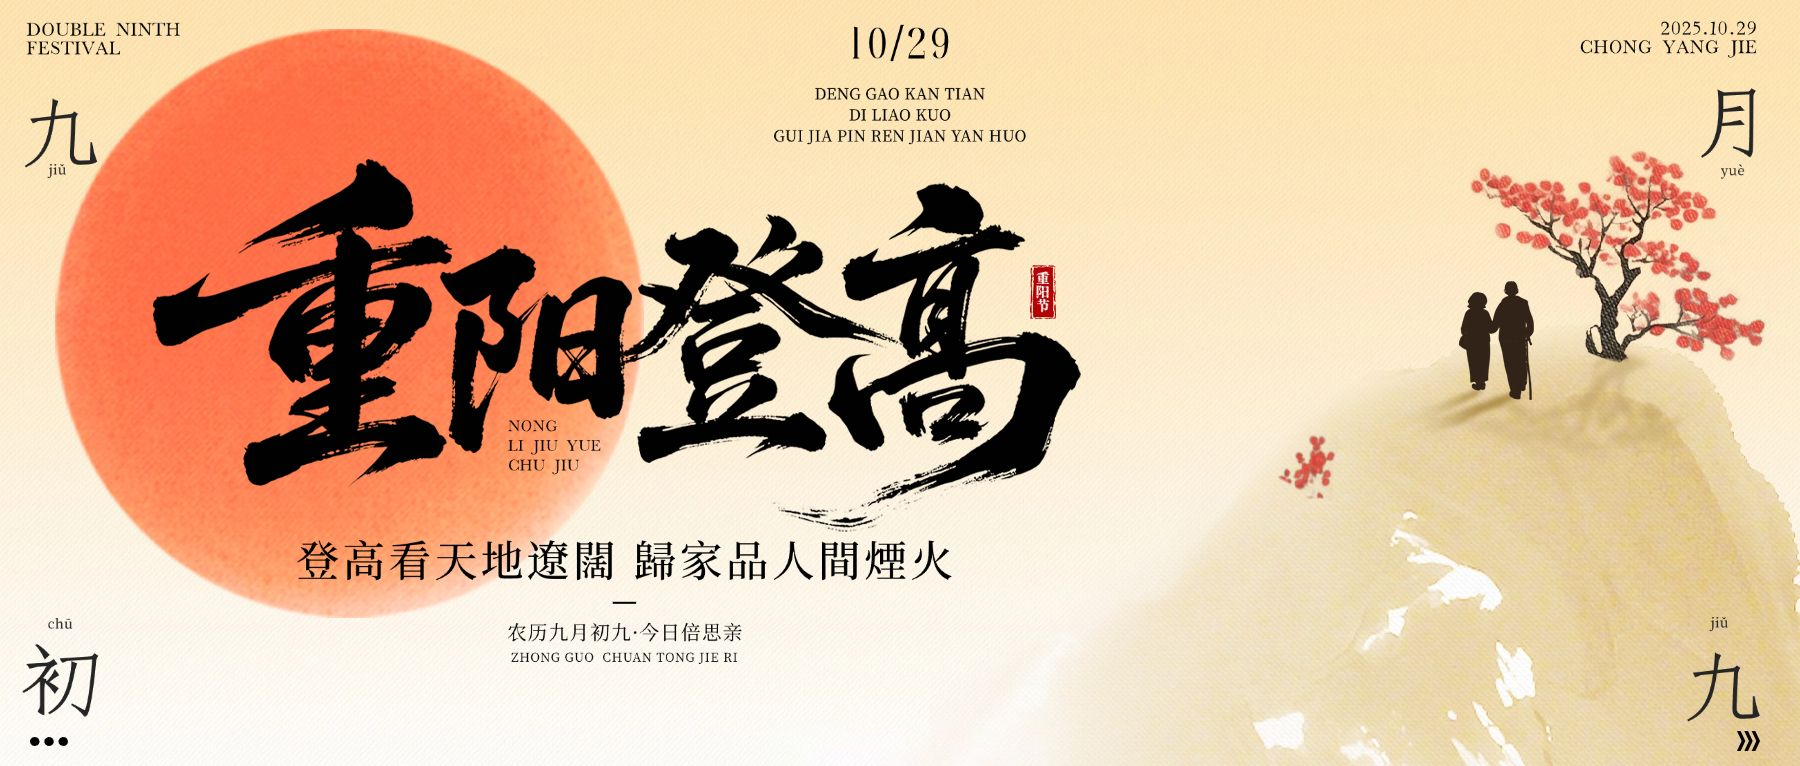 DOUBLE NINTH
FESTIVAL
10/29
2025.10.29
CHONG YANG JIE
DENG GAO KAN TIAN
DI LIAO KUO
GUI JIA PIN REN JIAN YAN HUO
九
jiǔ
月
yuè
重阳登高
重阳节
NONG
LI JIU YUE
CHU JIU
登高看天地遼闊 歸家品人間煙火
农历九月初九·今日倍思亲
ZHONG GUO CHUAN TONG JIE RI
chū
初
jiǔ
九